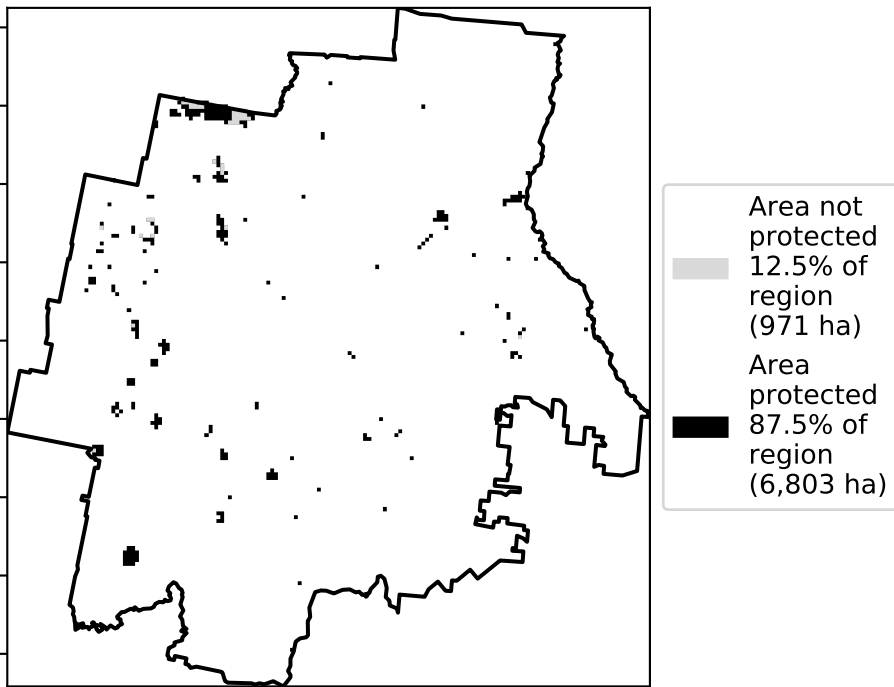 Area not
protected
12.5% of
region
(971 ha)
Area
protected
87.5% of
region
(6,803 ha)